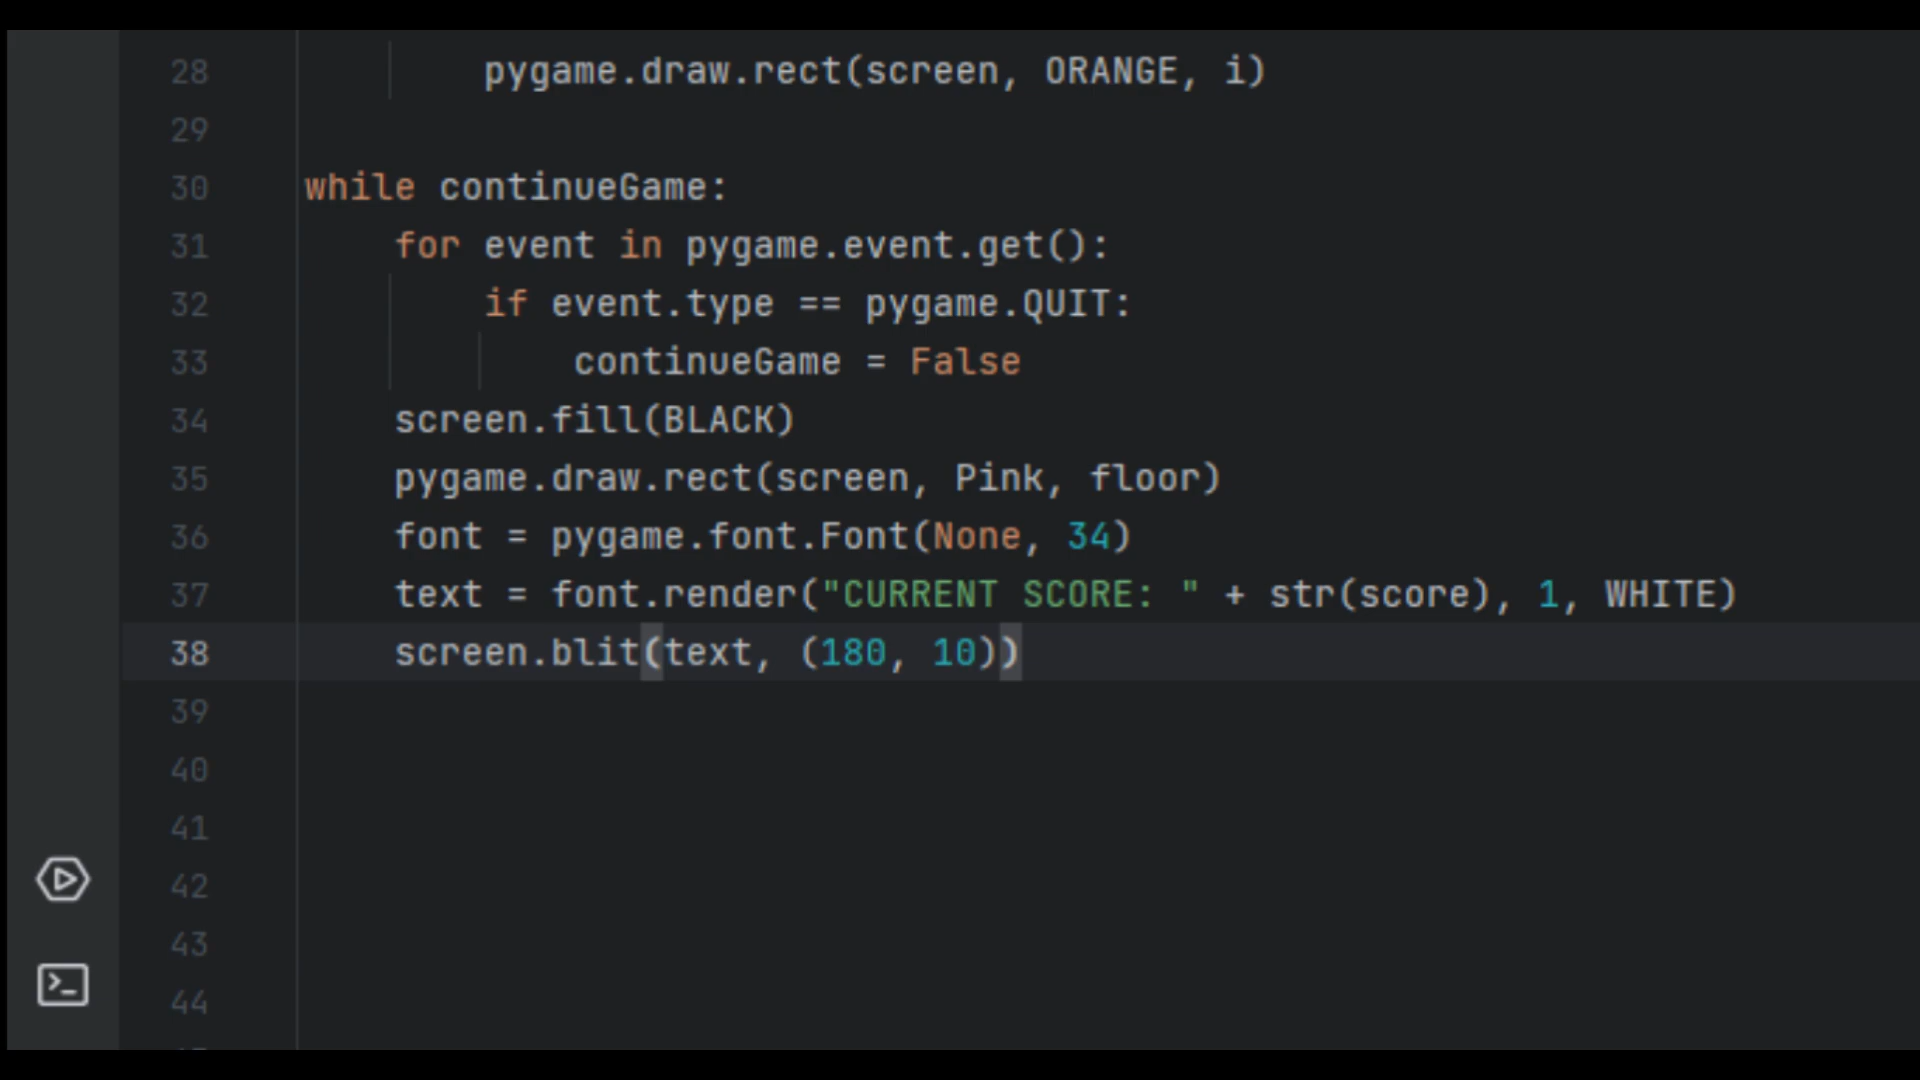 28 pygame.draw.rect(screen, ORANGE, i)
29
30 while continueGame:
31 for event in pygame.event.get():
32 if event.type == pygame.QUIT:
33 continueGame = False
34 screen.fill(BLACK)
35 pygame.draw.rect(screen, Pink, floor)
36 font = pygame.font.Font(None, 34)
37 text = font.render("CURRENT SCORE: " + str(score), 1, WHITE)
38 screen.blit(text, (180, 10))
39
40
41
42
43
44